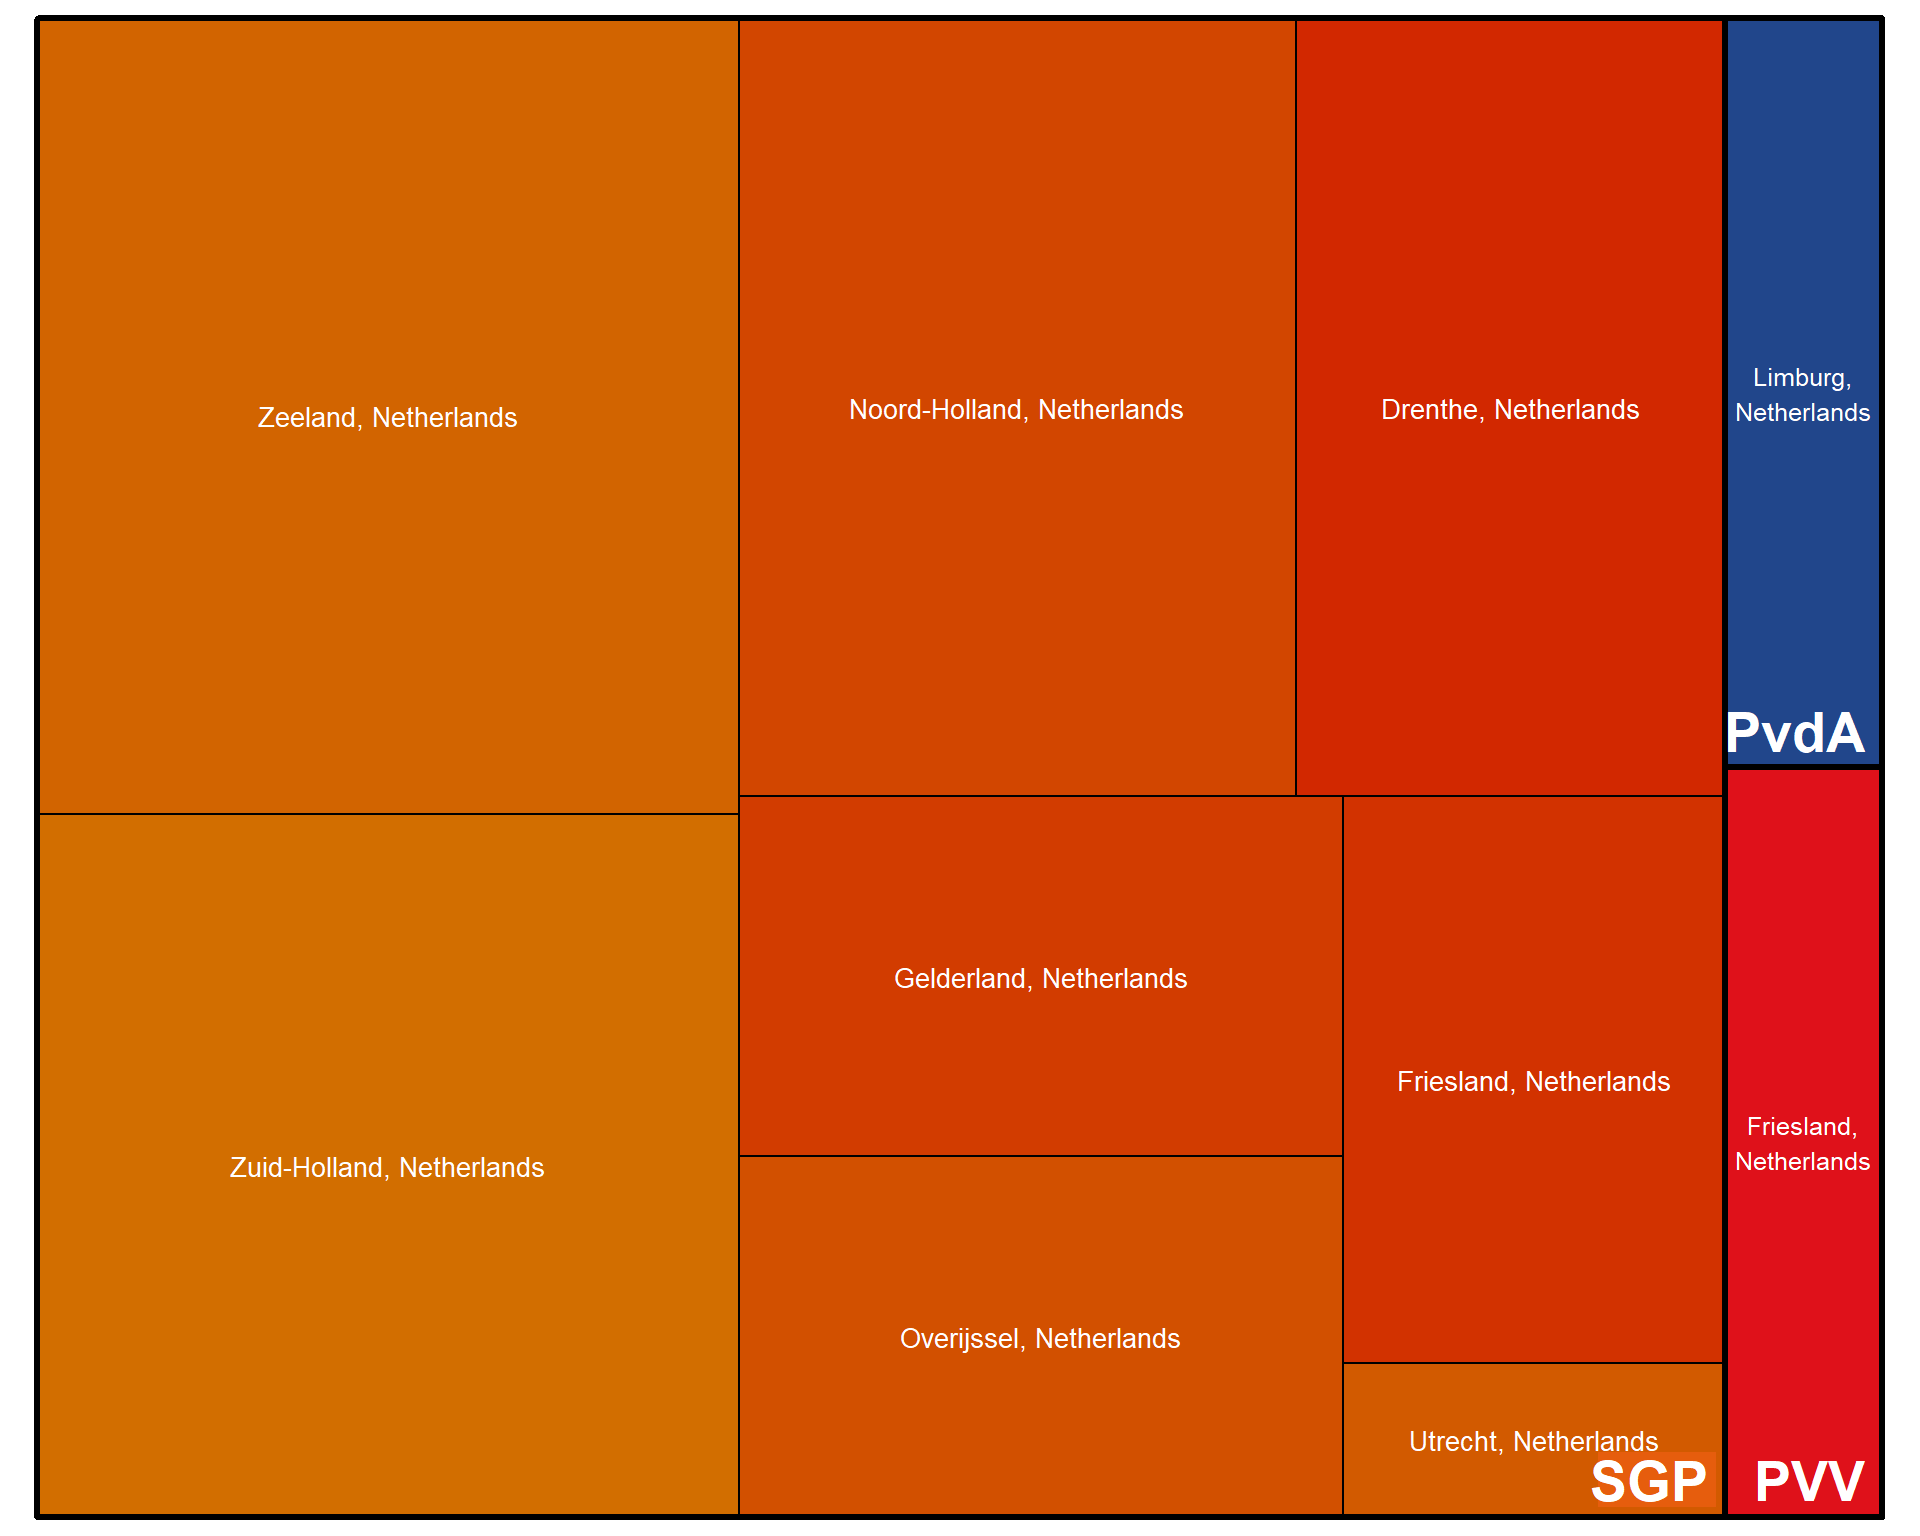 Zeeland, Netherlands
Noord-Holland, Netherlands
Drenthe, Netherlands
Limburg,
Netherlands
PvdA
Zuid-Holland, Netherlands
Gelderland, Netherlands
Overijssel, Netherlands
Friesland, Netherlands
Utrecht, Netherlands
SGP
Friesland,
Netherlands
PVV